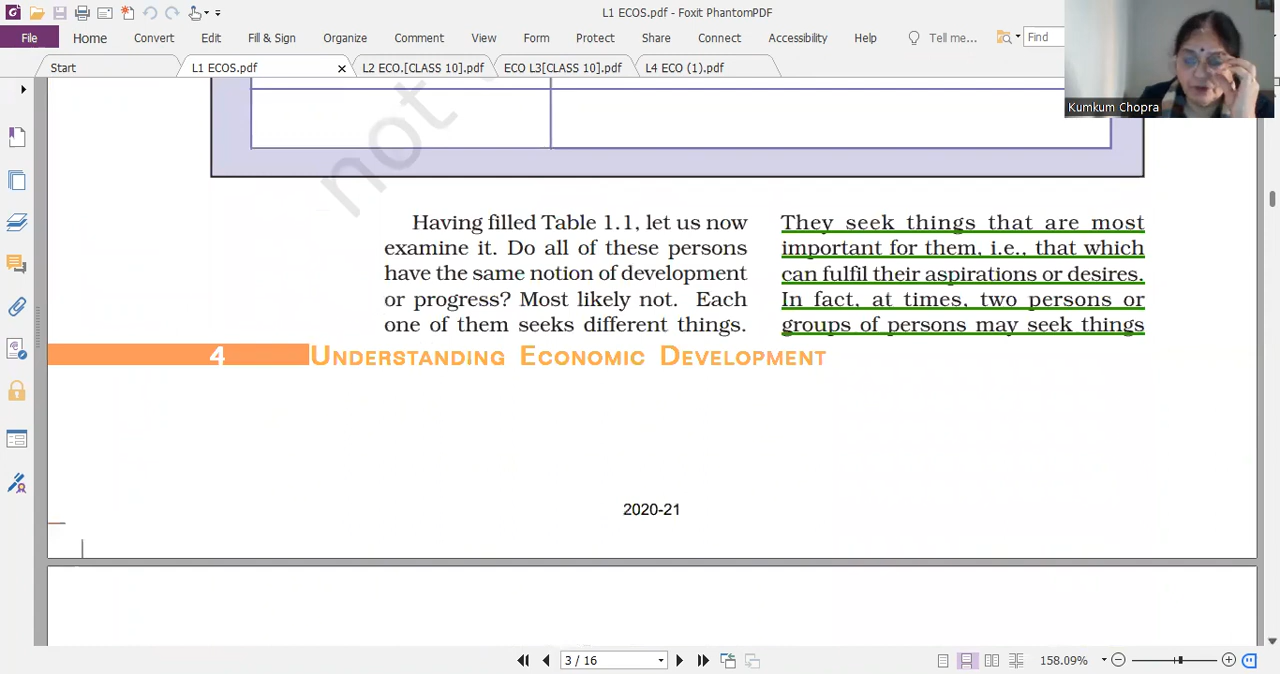 L1 ECOS.pdf - Foxit PhantomPDF
File Home Convert Edit Fill & Sign Organize Comment View Form Protect Share Connect Accessibility Help Tell me... Find
Start L1 ECOS.pdf L2 ECO.[CLASS 10].pdf ECO L3[CLASS 10].pdf L4 ECO (1).pdf
Kumkum Chopra
not
Having filled Table 1.1, let us now
examine it. Do all of these persons
have the same notion of development
or progress? Most likely not. Each
one of them seeks different things.
They seek things that are most
important for them, i.e., that which
can fulfil their aspirations or desires.
In fact, at times, two persons or
groups of persons may seek things
4 UNDERSTANDING ECONOMIC DEVELOPMENT
2020-21
3 / 16 158.09%